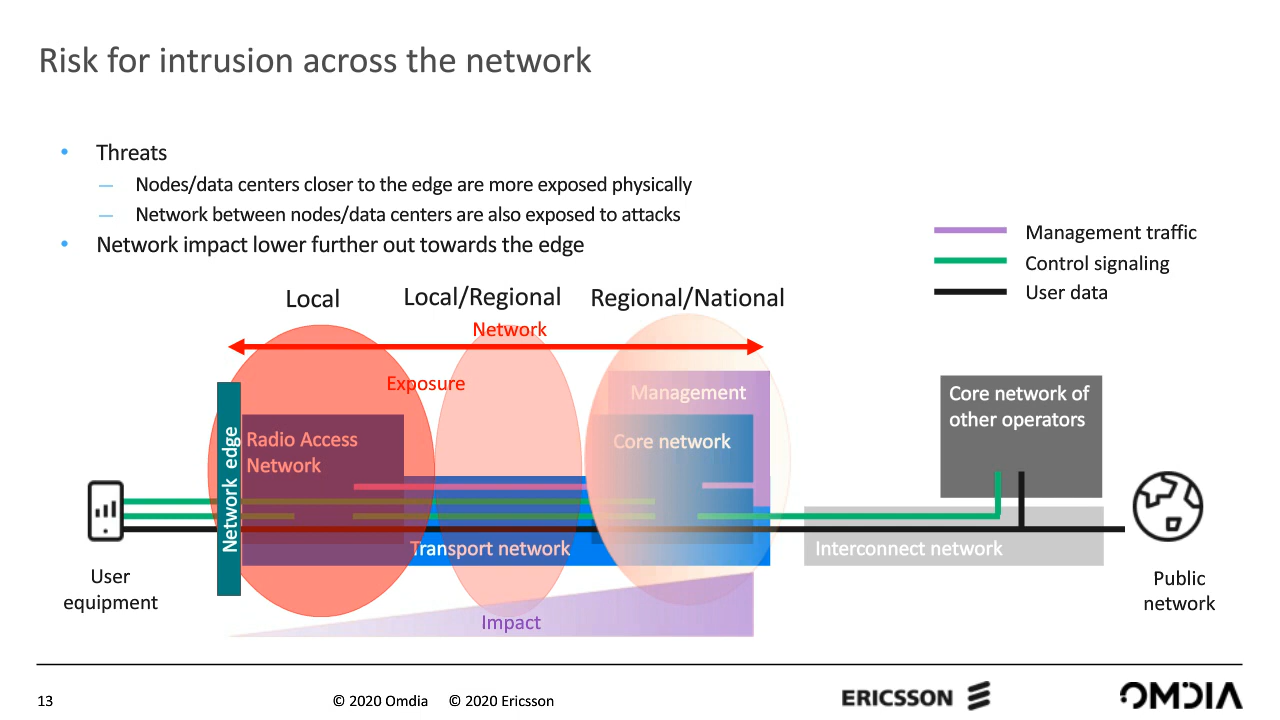 Risk for intrusion across the network
• Threats
– Nodes/data centers closer to the edge are more exposed physically
– Network between nodes/data centers are also exposed to attacks
• Network impact lower further out towards the edge
Management traffic
Control signaling
User data
Local
Local/Regional
Regional/National
Network
Exposure
Management
Core network
Radio Access
Network
Network edge
Transport network
Impact
Core network of
other operators
Interconnect network
User
equipment
Public
network
13
© 2020 Omdia
© 2020 Ericsson
ERICSSON
OMDIA